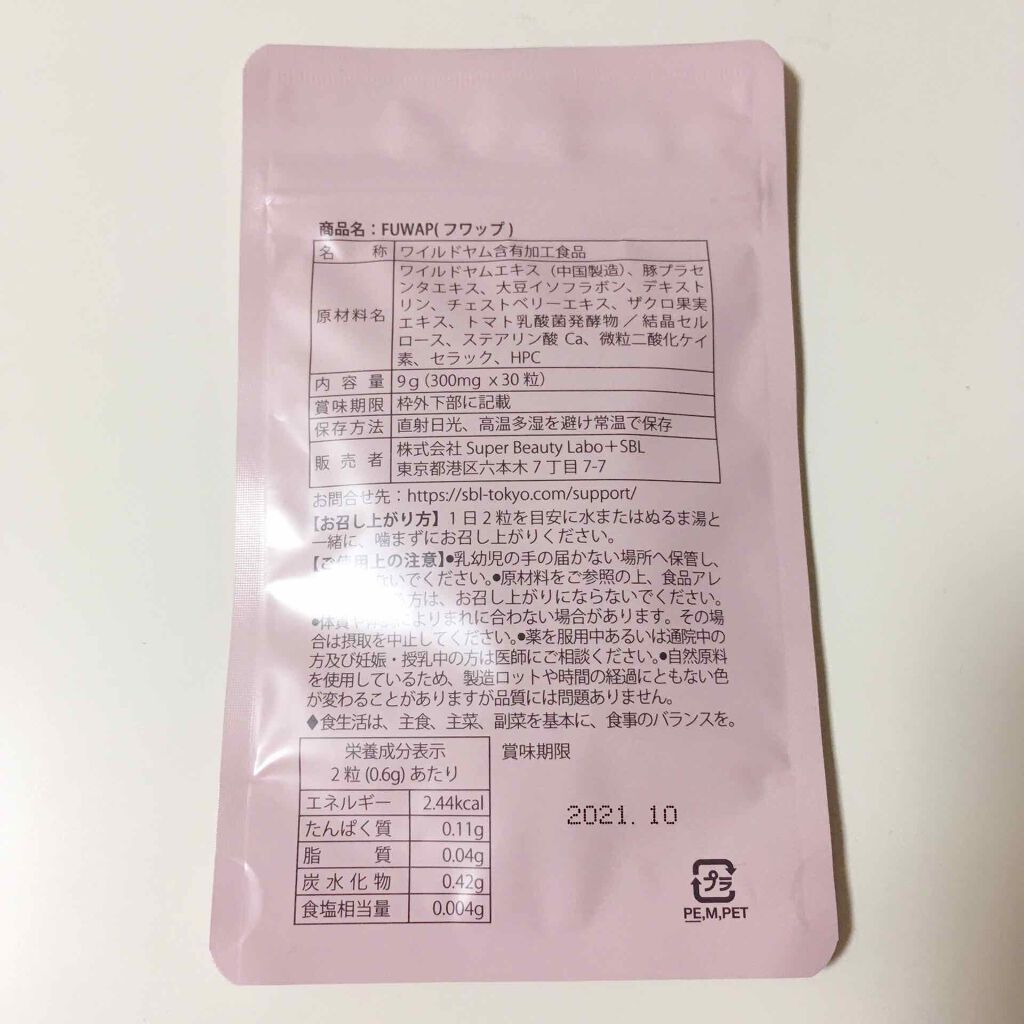 商品名：FUWAP(フワップ)
名　称 ワイルドヤム含有加工食品
原材料名 ワイルドヤムエキス（中国製造）、豚プラセ
ンタエキス、大豆イソフラボン、デキスト
リン、チェストベリーエキス、ザクロ果実
エキス、トマト乳酸菌発酵物／結晶セル
ロース、ステアリン酸 Ca、微粒二酸化ケイ
素、セラック、HPC
内容量 9g (300mg x 30粒)
賞味期限 枠外下部に記載
保存方法 直射日光、高温多湿を避け常温で保存
販売者 株式会社 Super Beauty Labo＋SBL
東京都港区六本木7丁目7-7
お問合せ先：https://sbl-tokyo.com/support/
【お召し上がり方】1日2粒を目安に水またはぬるま湯と
一緒に、噛まずにお召し上がりください。
【ご使用上の注意】●乳幼児の手の届かない場所へ保管し、
ないでください。●原材料をご参照の上、食品アレ
方は、お召し上がりにならないでください。
●体質や よりまれに合わない場合があります。その場
合は摂取を中止してください。●薬を服用中あるいは通院中の
方及び妊娠・授乳中の方は医師にご相談ください。●自然原料
を使用しているため、製造ロットや時間の経過にともない色
が変わることがありますが品質には問題ありません。
◆食生活は、主食、主菜、副菜を基本に、食事のバランスを。
栄養成分表示
2粒(0.6g)あたり
エネルギー 2.44kcal
たんぱく質 0.11g
脂　質 0.04g
炭水化物 0.42g
食塩相当量 0.004g
賞味期限
2021.10
プラ
PE,M,PET